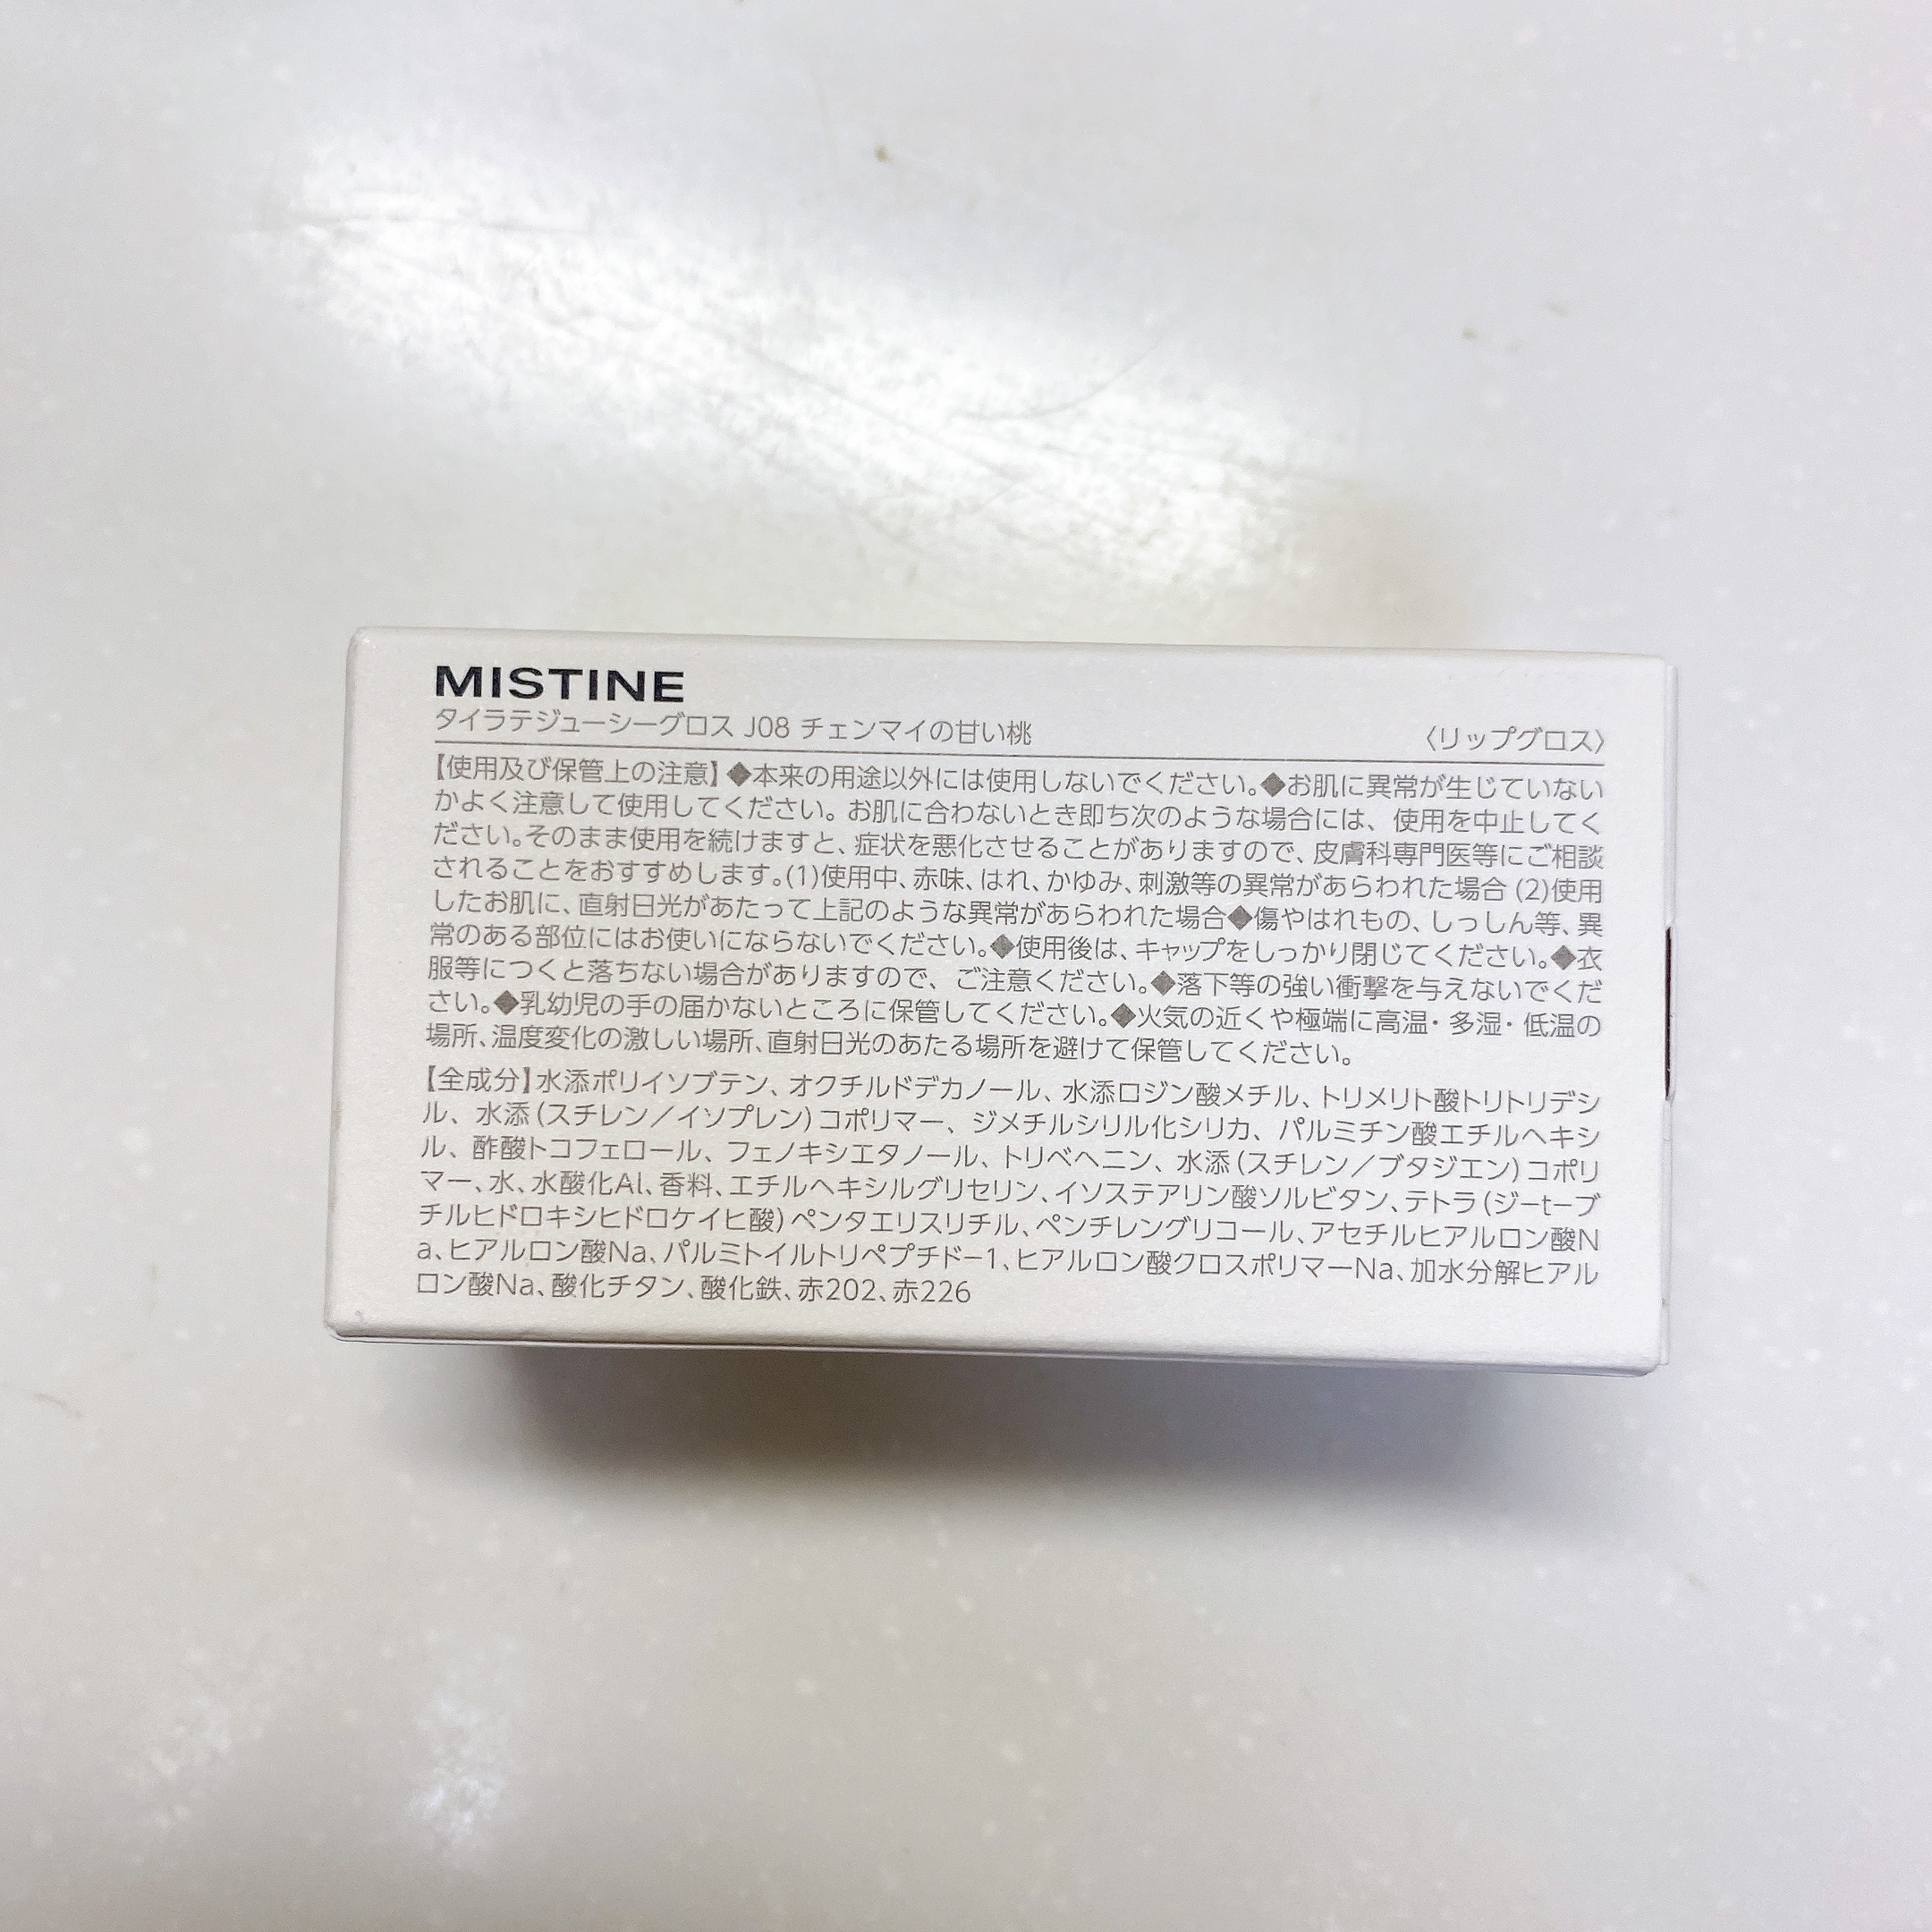 MISTINE
タイラテジューシーグロス J08 チェンマイの甘い桃
〈リップグロス〉
【使用及び保管上の注意】◆本来の用途以外には使用しないでください。◆お肌に異常が生じていない
かよく注意して使用してください。お肌に合わないとき即ち次のような場合には、使用を中止してく
ださい。そのまま使用を続けますと、症状を悪化させることがありますので、皮膚科専門医等にご相談
されることをおすすめします。(1)使用中、赤味、はれ、かゆみ、刺激等の異常があらわれた場合 (2)使用
したお肌に、直射日光があたって上記のような異常があらわれた場合◆傷やはれもの、しっしん等、異
常のある部位にはお使いにならないでください。◆使用後は、キャップをしっかり閉じてください。◆衣
服等につくと落ちない場合がありますので、ご注意ください。◆落下等の強い衝撃を与えないでくだ
さい。◆乳幼児の手の届かないところに保管してください。◆火気の近くや極端に高温・多湿・低温の
場所、温度変化の激しい場所、直射日光のあたる場所を避けて保管してください。
【全成分】水添ポリイソブテン、オクチルドデカノール、水添ロジン酸メチル、トリメリト酸トリトリデシ
ル、水添(スチレン／イソプレン)コポリマー、ジメチルシリル化シリカ、パルミチン酸エチルヘキシ
ル、酢酸トコフェロール、フェノキシエタノール、トリベヘニン、水添(スチレン／ブタジエン)コポリ
マー、水、水酸化Al、香料、エチルヘキシルグリセリン、イソステアリン酸ソルビタン、テトラ(ジ－t－ブ
チルヒドロキシヒドロケイヒ酸)ペンタエリスリチル、ペンチレングリコール、アセチルヒアルロン酸N
a、ヒアルロン酸Na、パルミトイルトリペプチド－1、ヒアルロン酸クロスポリマーNa、加水分解ヒアル
ロン酸Na、酸化チタン、酸化鉄、赤202、赤226